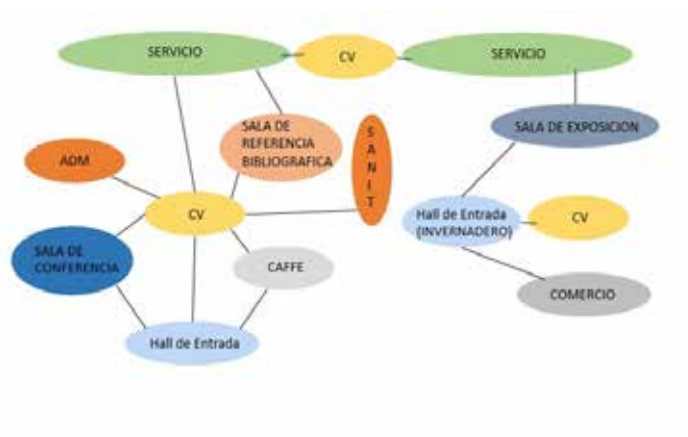 SERVICIO
CV
SERVICIO
SALA DE
REFERENCIA
BIBLIOGRAFICA
SANIT
SALA DE EXPOSICION
ADM
CV
Hall de Entrada
(INVERNADERO)
CV
SALA DE
CONFERENCIA
CAFFE
COMERCIO
Hall de Entrada